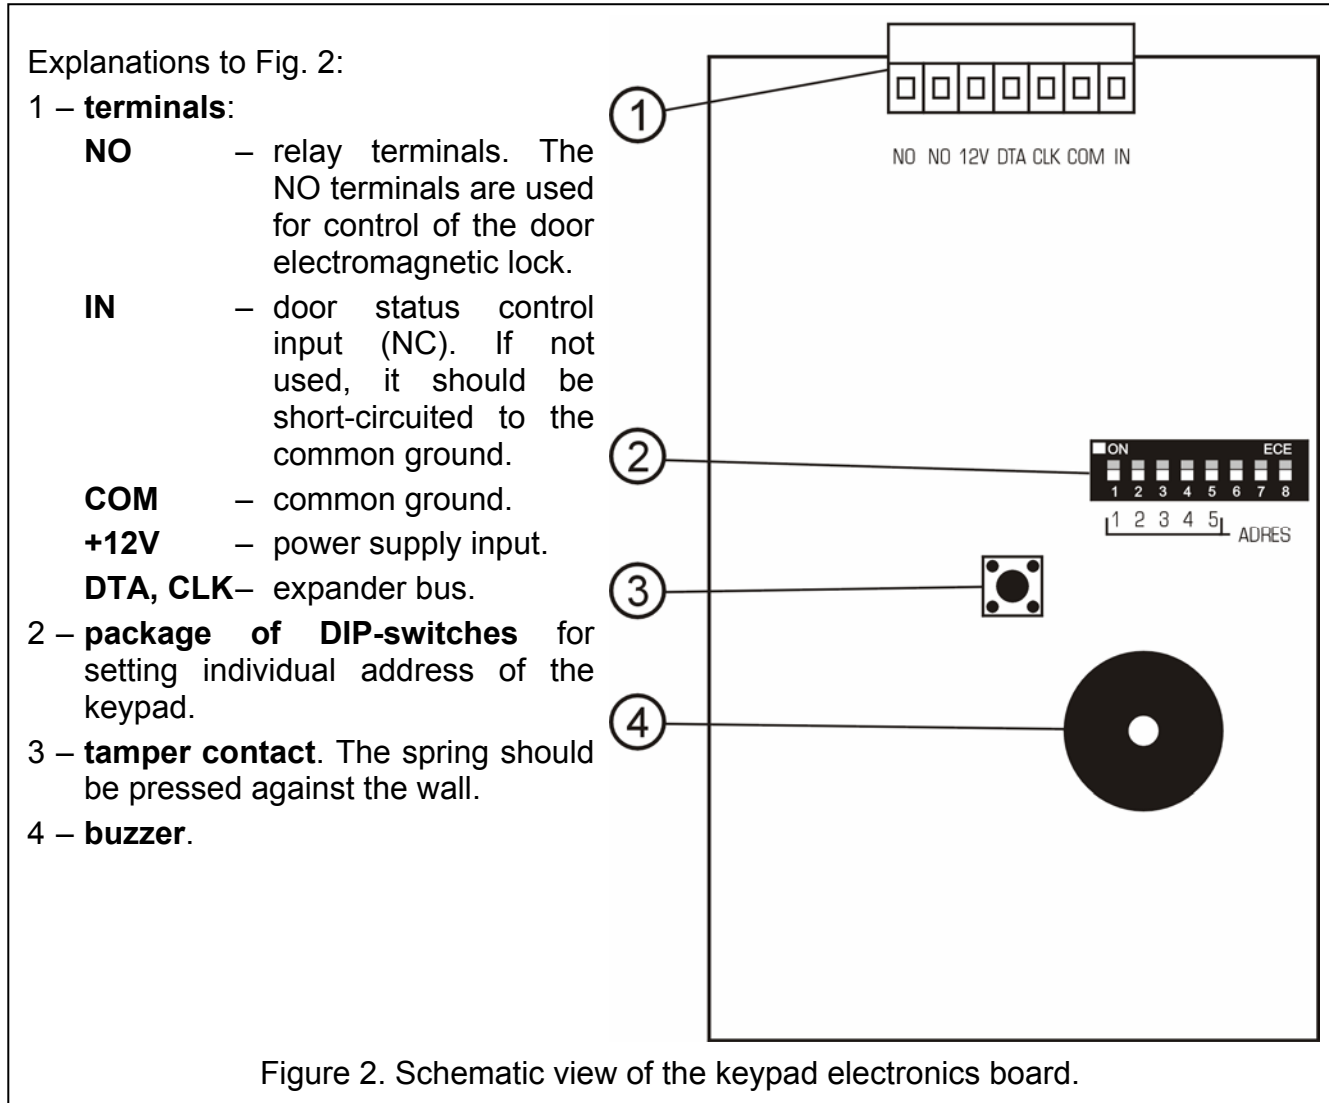 Explanations to Fig. 2:
1 – terminals:
NO – relay terminals. The
NO terminals are used
for control of the door
electromagnetic lock.
IN – door status control
input (NC). If not
used, it should be
short-circuited to the
common ground.
COM – common ground.
+12V – power supply input.
DTA, CLK– expander bus.
2 – package of DIP-switches for
setting individual address of the
keypad.
3 – tamper contact. The spring should
be pressed against the wall.
4 – buzzer.
1
NO NO 12V DTA CLK COM IN
2
ON ECE
1 2 3 4 5 6 7 8
1 2 3 4 5 ADRES
3
4
Figure 2. Schematic view of the keypad electronics board.